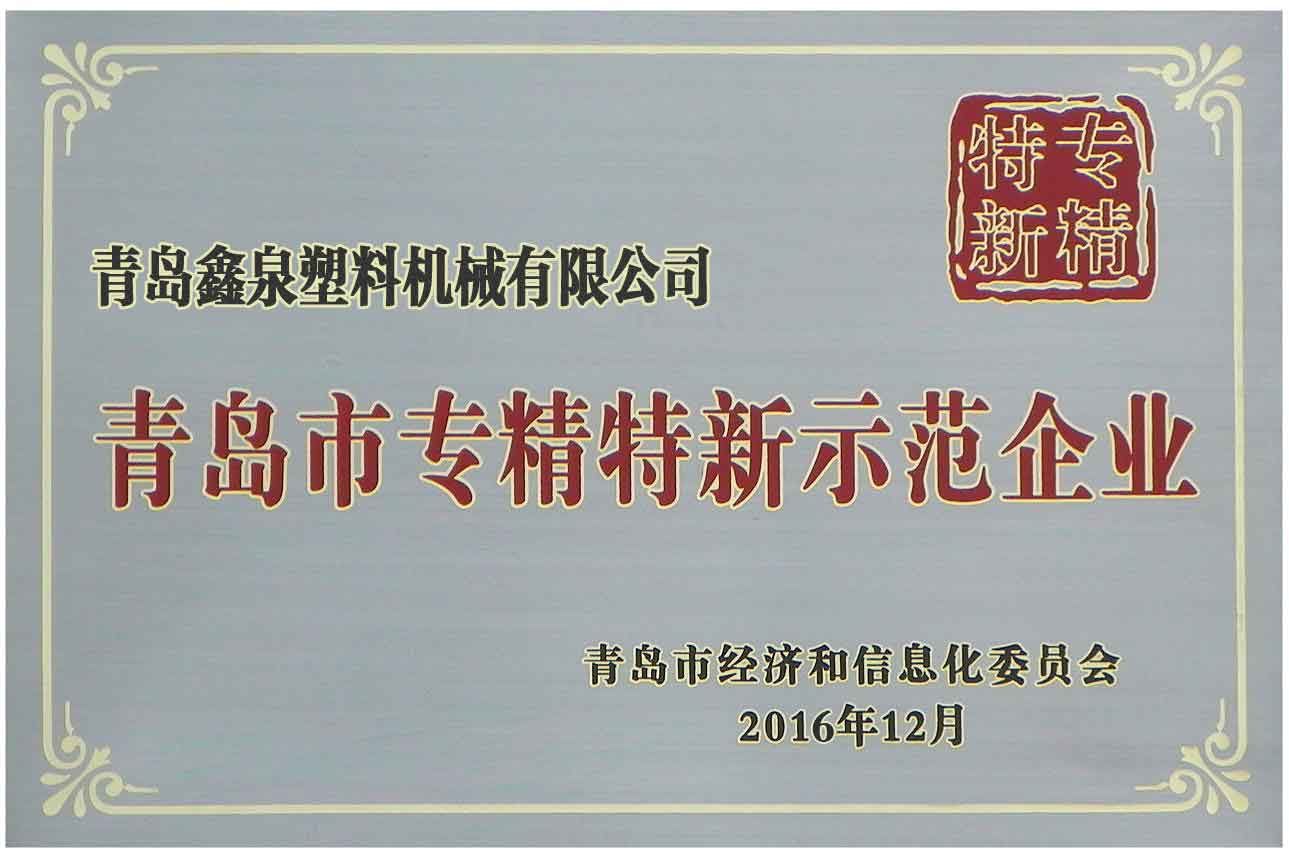 专精
特新
青岛鑫泉塑料机械有限公司
青岛市专精特新示范企业
青岛市经济和信息化委员会
2016年12月